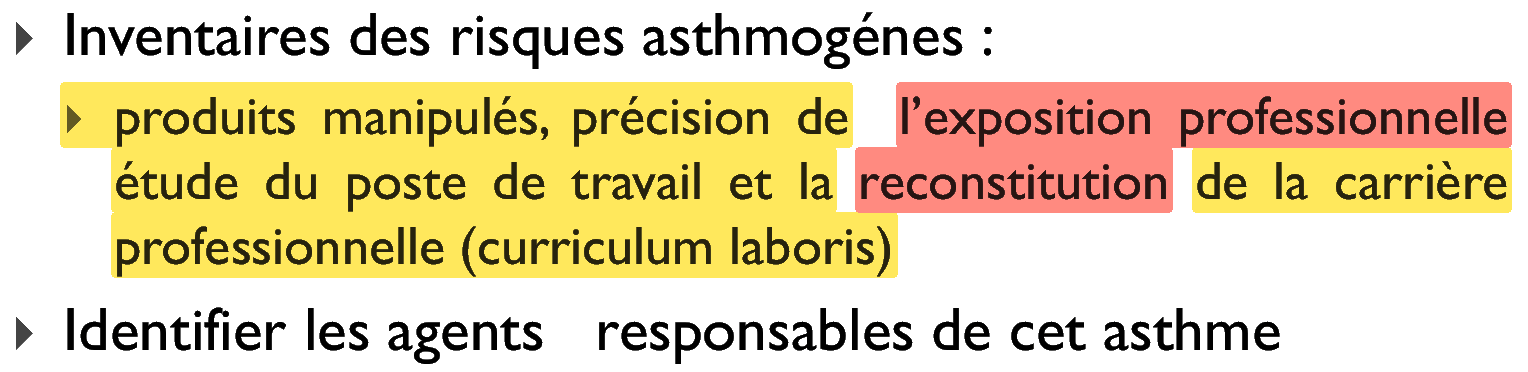 Inventaires des risques asthmogénes :
produits manipulés, précision de l'exposition professionnelle
étude du poste de travail et la reconstitution de la carrière
professionnelle (curriculum laboris)
Identifier les agents responsables de cet asthme